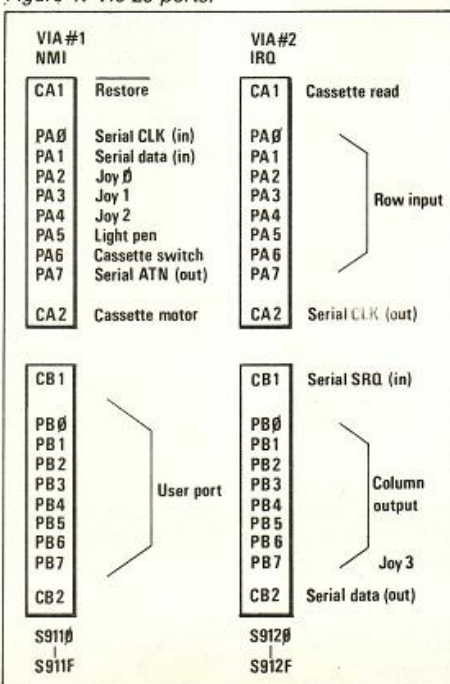 Figure Vic-20 ports.
VIA#1
NMI
CA1 Restore
PAØ Serial CLK (in)
PA1 Serial data (in)
PA2 Joy Ø
PA3 Joy 1
PA4 Joy 2
PA5 Light pen
PA6 Cassette switch
PA7 Serial ATN (out)
CA2 Cassette motor
VIA#2
IRQ
CA1 Cassette read
PAØ
PA1
PA2
PA3
PA4
PA5
PA6
PA7
Row input
CA2 Serial CLK (out)
CB1
PBØ
PB1
PB2
PB3
PB4
PB5
PB6
PB7
User port
CB2
S911Ø
S911F
CB1 Serial SRQ (in)
PBØ
PB1
PB2
PB3
PB4
PB5
PB6
PB7
Column
output
Joy 3
CB2 Serial data (out)
S912Ø
S912F